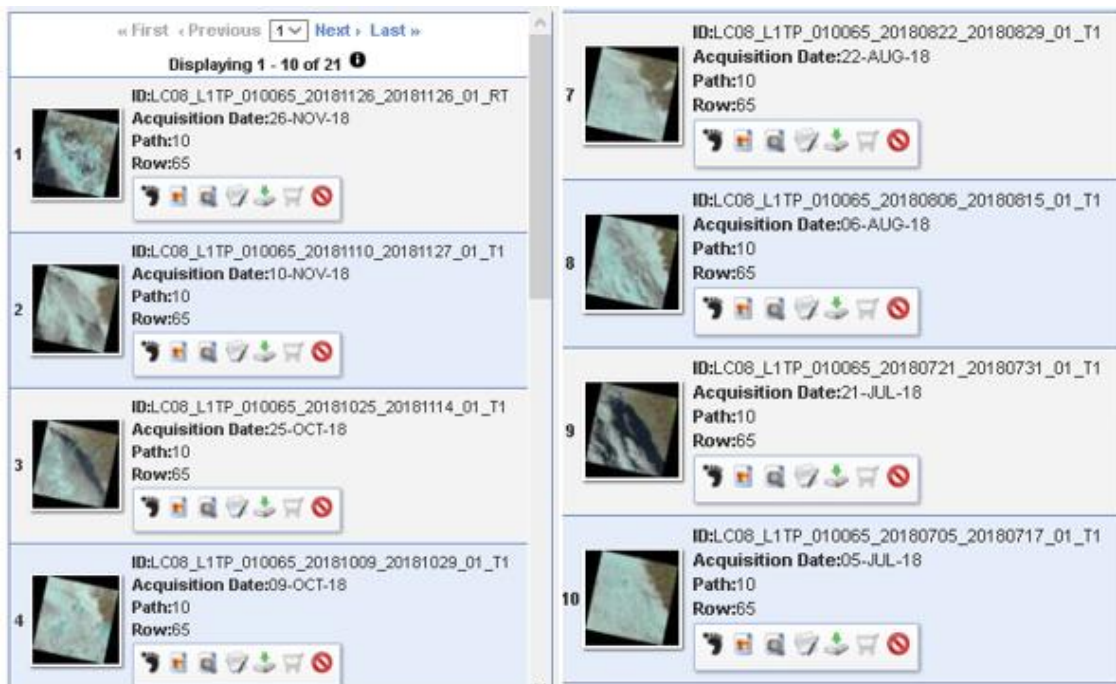 « First ‹ Previous 1 Next › Last »
Displaying 1 - 10 of 21
1
ID:LC08_L1TP_010065_20181126_20181126_01_RT
Acquisition Date:26-NOV-18
Path:10
Row:65
2
ID:LC08_L1TP_010065_20181110_20181127_01_T1
Acquisition Date:10-NOV-18
Path:10
Row:65
3
ID:LC08_L1TP_010065_20181025_20181114_01_T1
Acquisition Date:25-OCT-18
Path:10
Row:65
4
ID:LC08_L1TP_010065_20181009_20181029_01_T1
Acquisition Date:09-OCT-18
Path:10
Row:65
7
ID:LC08_L1TP_010065_20180822_20180829_01_T1
Acquisition Date:22-AUG-18
Path:10
Row:65
8
ID:LC08_L1TP_010065_20180806_20180815_01_T1
Acquisition Date:06-AUG-18
Path:10
Row:65
9
ID:LC08_L1TP_010065_20180721_20180731_01_T1
Acquisition Date:21-JUL-18
Path:10
Row:65
10
ID:LC08_L1TP_010065_20180705_20180717_01_T1
Acquisition Date:05-JUL-18
Path:10
Row:65